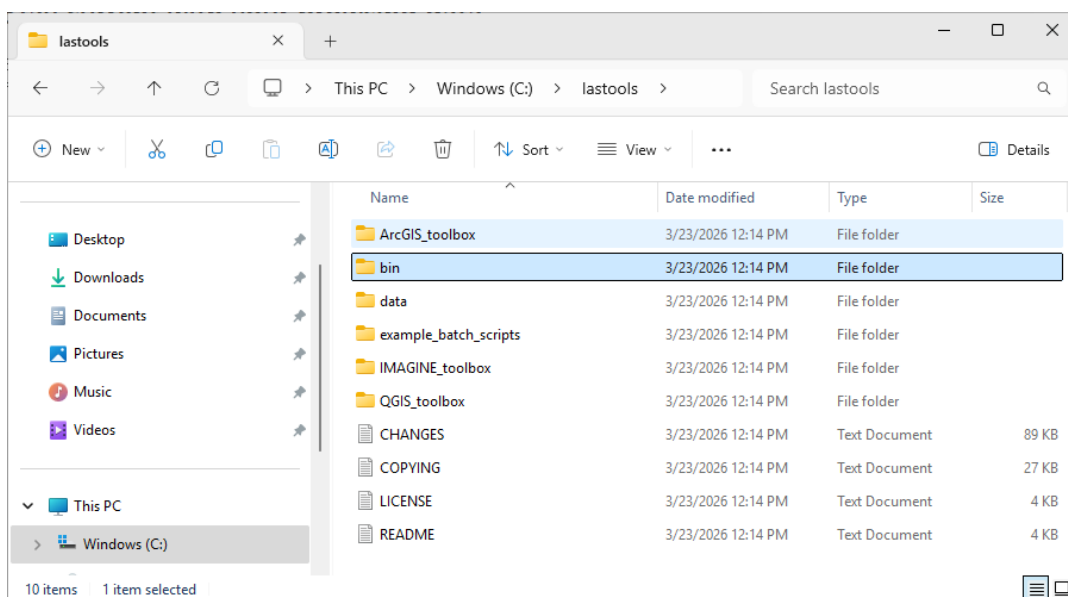 lastools
This PC > Windows (C:) > lastools >
Search lastools
New
Sort
View
Details
Name Date modified Type Size
Desktop
Downloads
Documents
Pictures
Music
Videos
This PC
Windows (C:)
ArcGIS_toolbox 3/23/2026 12:14 PM File folder
bin 3/23/2026 12:14 PM File folder
data 3/23/2026 12:14 PM File folder
example_batch_scripts 3/23/2026 12:14 PM File folder
IMAGINE_toolbox 3/23/2026 12:14 PM File folder
QGIS_toolbox 3/23/2026 12:14 PM File folder
CHANGES 3/23/2026 12:14 PM Text Document 89 KB
COPYING 3/23/2026 12:14 PM Text Document 27 KB
LICENSE 3/23/2026 12:14 PM Text Document 4 KB
README 3/23/2026 12:14 PM Text Document 4 KB
10 items 1 item selected